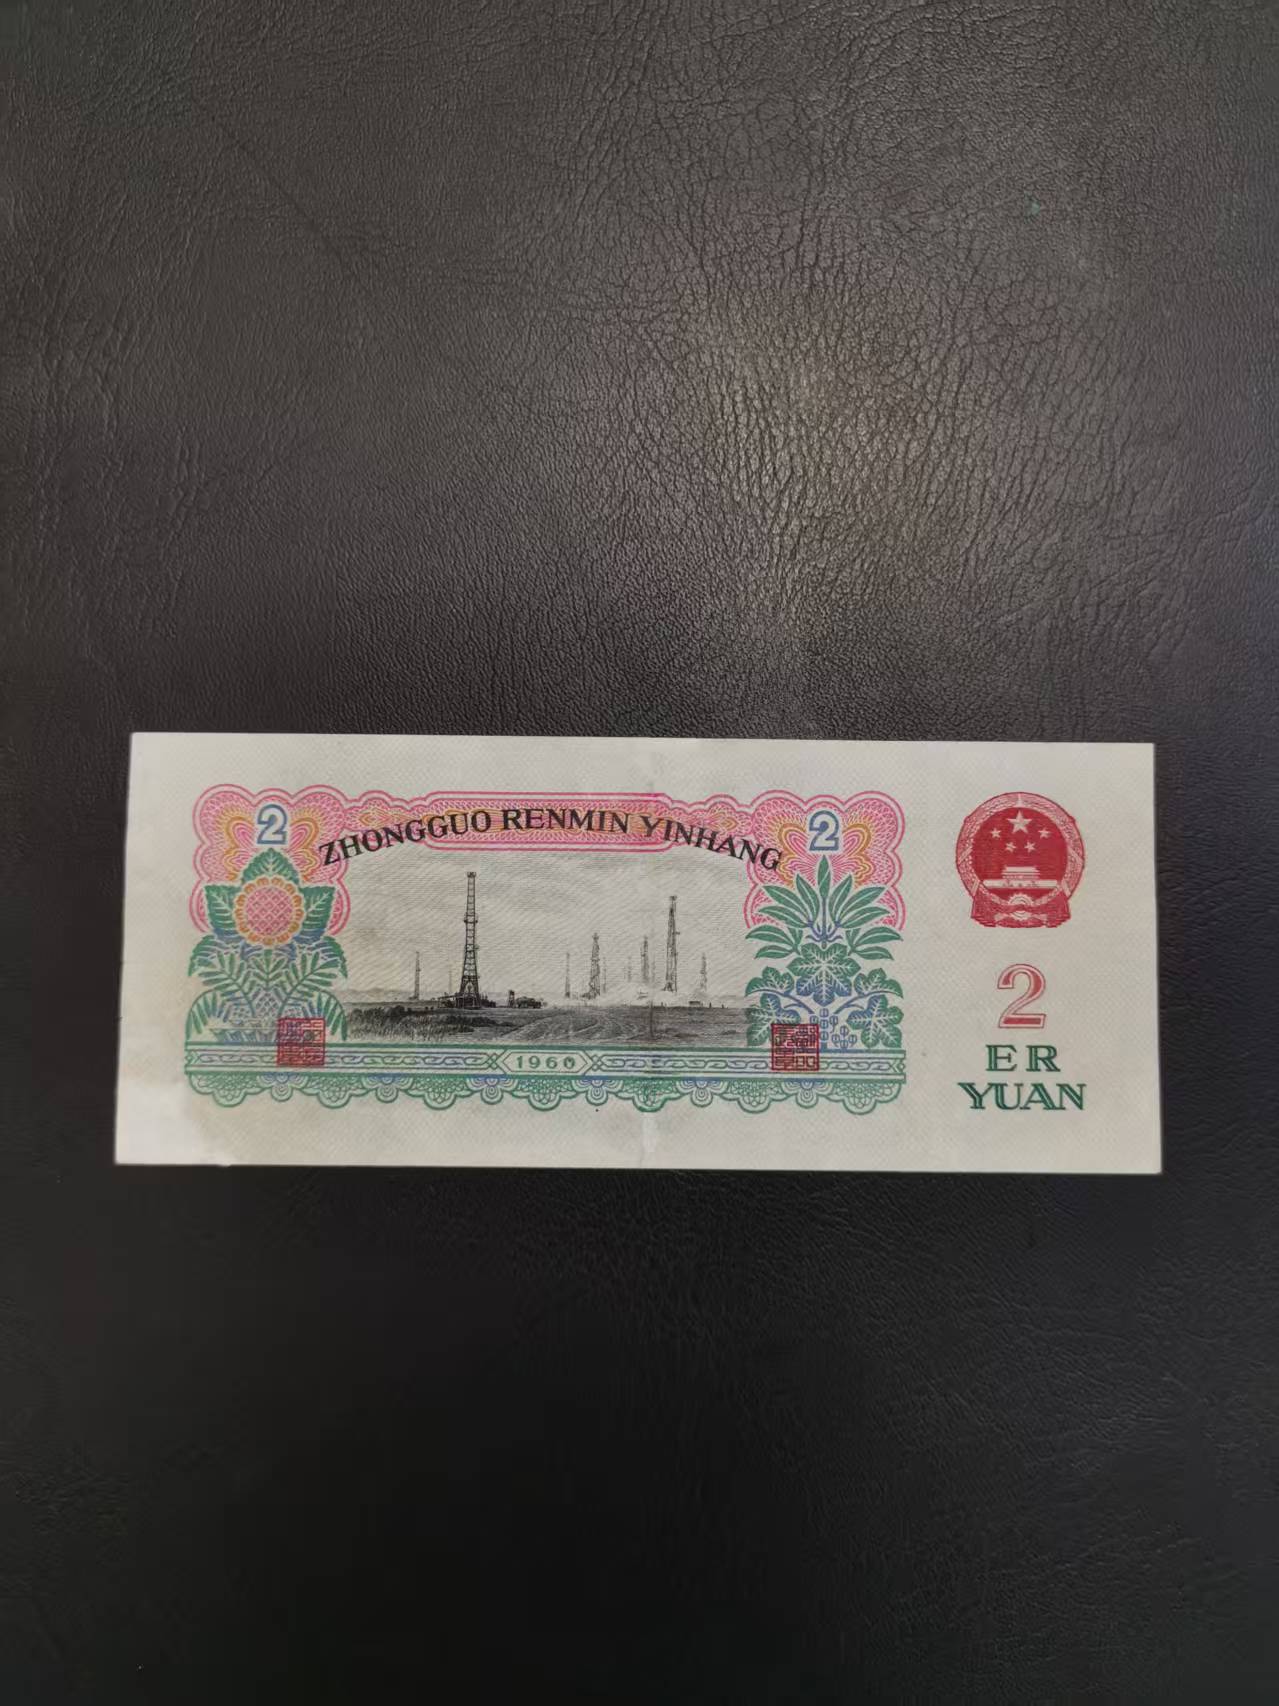 2 2
ZHONGGUO RENMIN YINHANG
1960
2
ER
YUAN